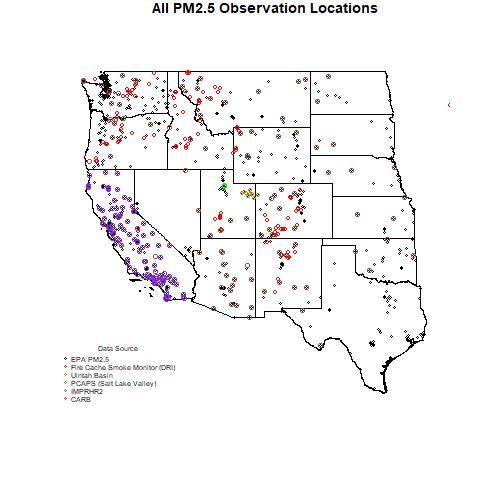 All PM2.5 Observation Locations
Data Source
EPA PM2.5
Fire Cache Smoke Monitor (DRI)
Uintah Basin
PCAPS (Salt Lake Valley)
IMPRHR2
CARB